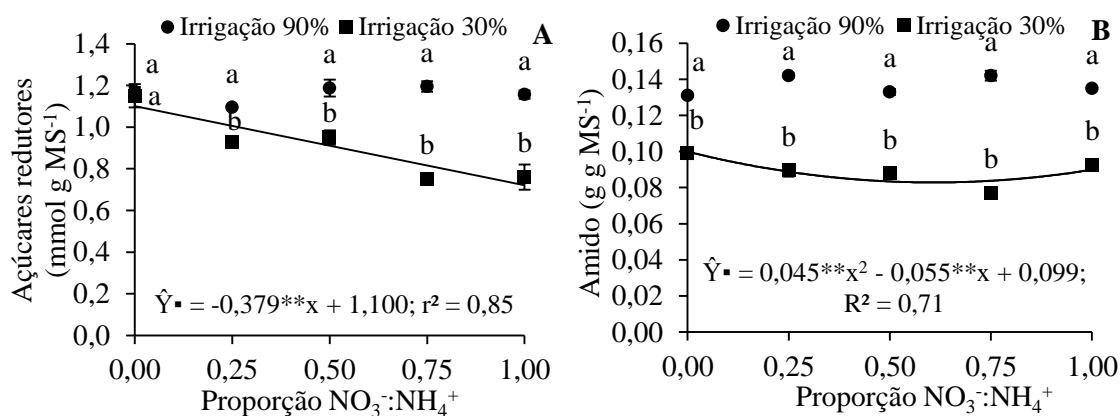 ● Irrigação 90% ■ Irrigação 30%
A
Açúcares redutores
(mmol g MS⁻¹)
1,4
1,2
1,0
0,8
0,6
0,4
0,2
0,0
a a a a a
a b b b b
Ŷ▪ = -0,379**x + 1,100; r² = 0,85
0,00 0,25 0,50 0,75 1,00
Proporção NO₃⁻:NH₄⁺
● Irrigação 90% ■ Irrigação 30%
B
Amido (g g MS⁻¹)
0,16
0,14
0,12
0,10
0,08
0,06
0,04
0,02
0,00
a a a a a
b b b b b
Ŷ▪ = 0,045**x² - 0,055**x + 0,099;
R² = 0,71
0,00 0,25 0,50 0,75 1,00
Proporção NO₃⁻:NH₄⁺